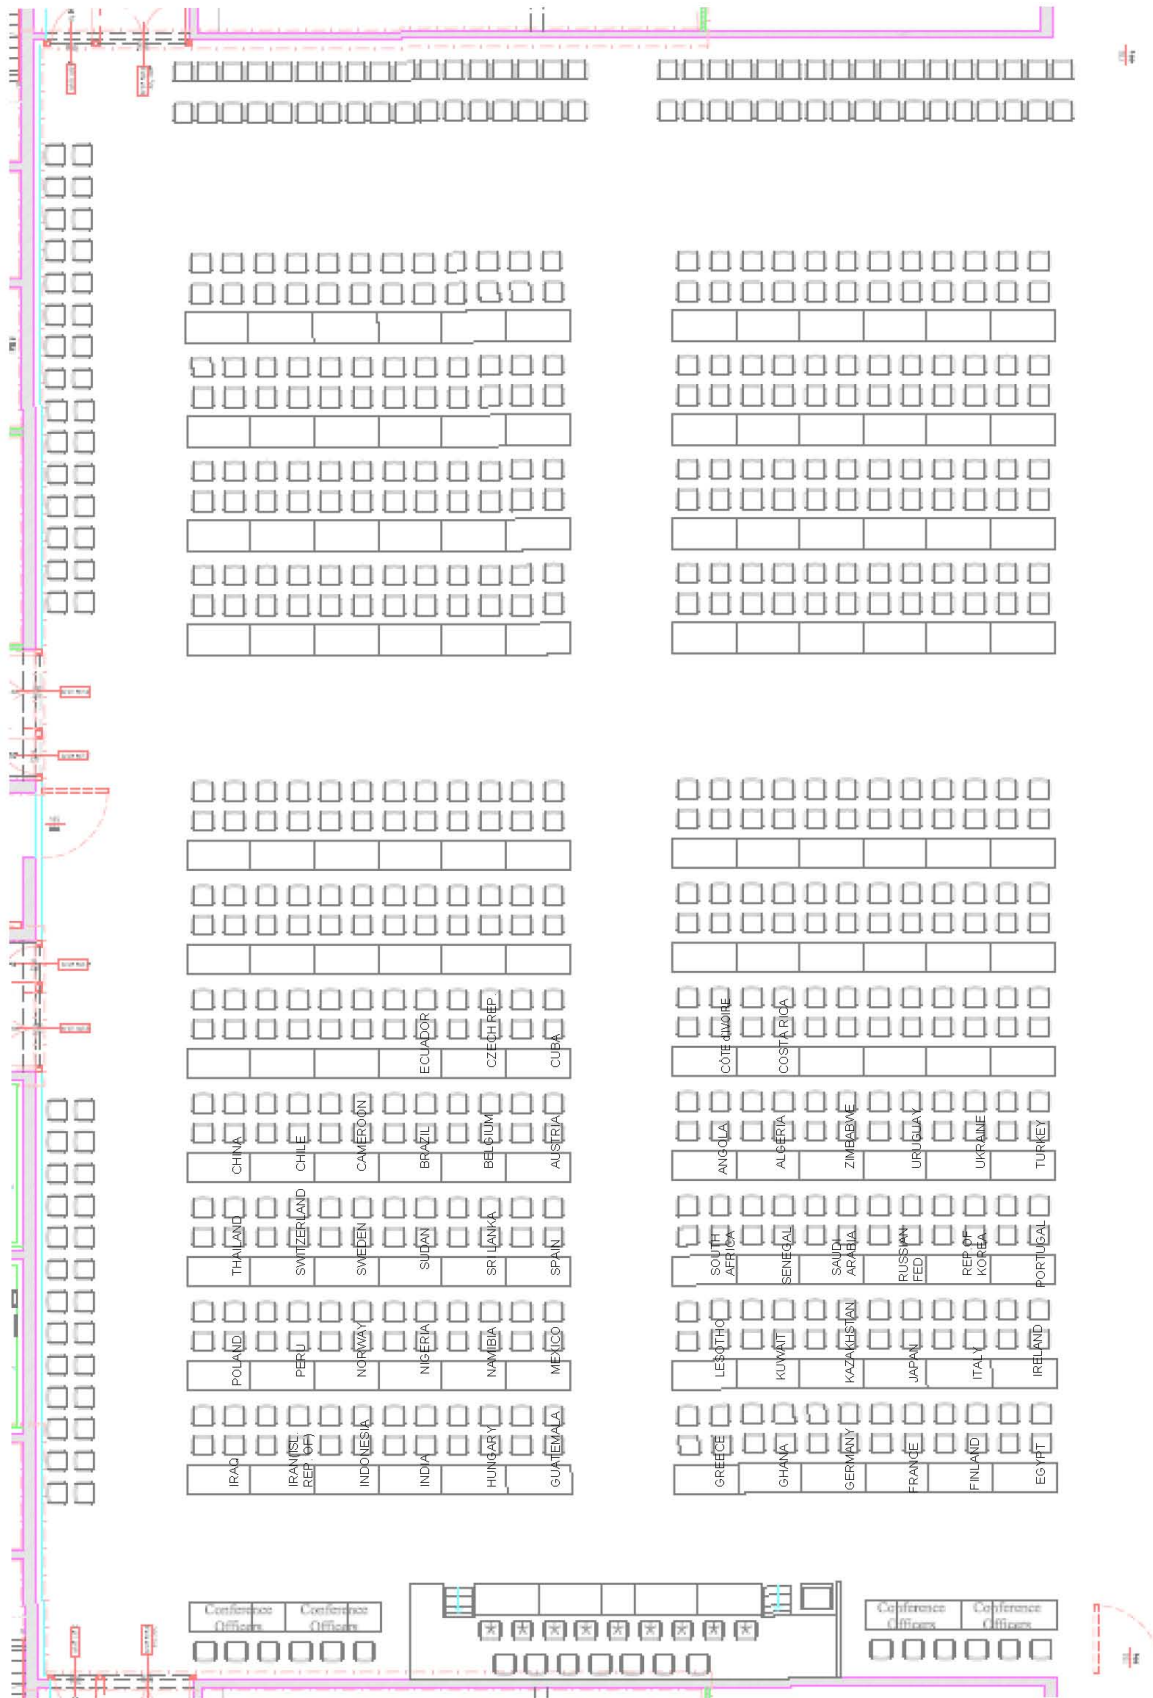 CÔTE d'IVOIRE
COSTA RICA
ECUADOR
CZECH REP.
CUBA
CHINA
CHILE
CAMEROON
BRAZIL
BELGIUM
AUSTRIA
ANGOLA
ALGERIA
ZIMBABWE
URUGUAY
UKRAINE
TURKEY
THAILAND
SWITZERLAND
SWEDEN
SUDAN
SRI LANKA
SPAIN
SOUTH
AFRICA
SENEGAL
SAUDI
ARABIA
RUSSIAN
FED
REP. OF
KOREA
PORTUGAL
POLAND
PERU
NORWAY
NIGERIA
NAMIBIA
MEXICO
LESOTHO
KUWAIT
KAZAKHSTAN
JAPAN
ITALY
IRELAND
IRAQ
IRAN(ISL.
REP. OF)
INDONESIA
INDIA
HUNGARY
GUATEMALA
GREECE
GHANA
GERMANY
FRANCE
FINLAND
EGYPT
Conference
Officers
Conference
Officers
Conference
Officers
Conference
Officers